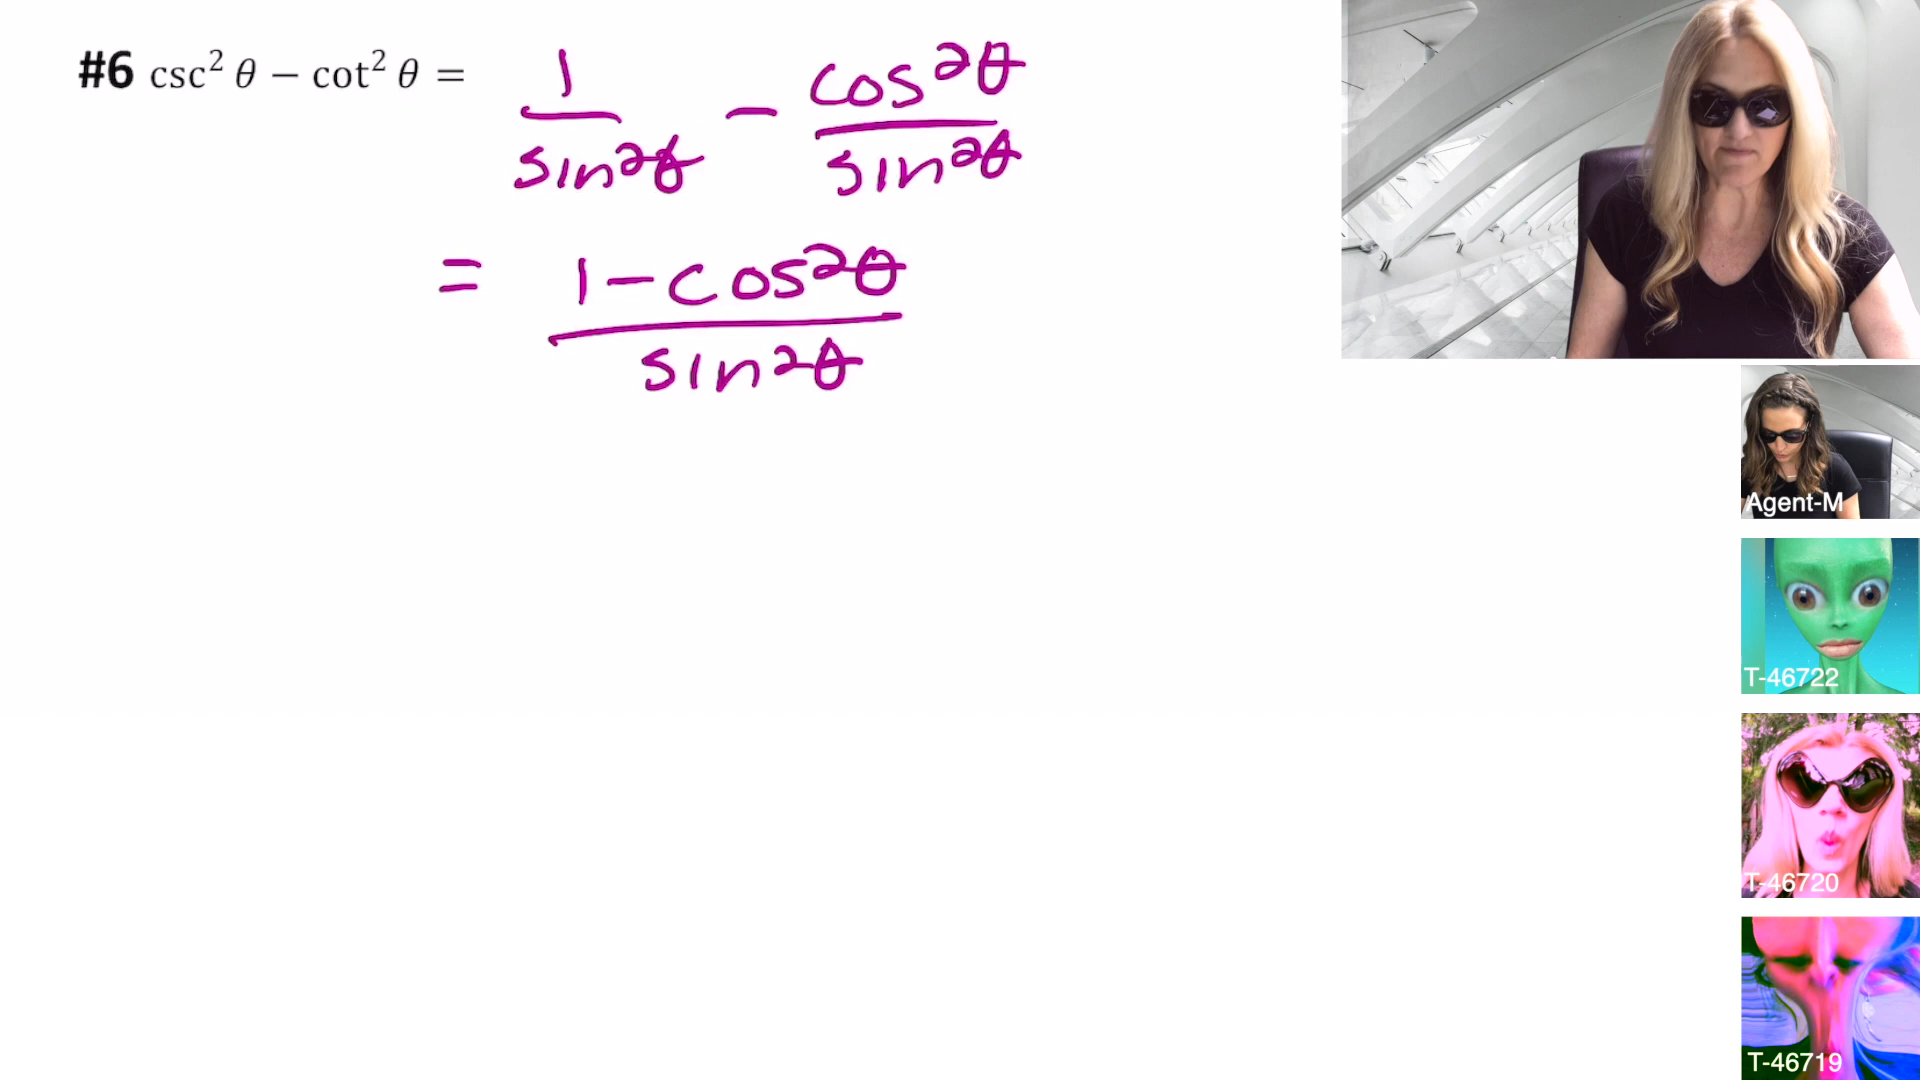 #6 csc² θ − cot² θ = 1/sin²θ − cos²θ/sin²θ
= 1−cos²θ/sin²θ
Agent-M
T-46722
T-46720
T-46719